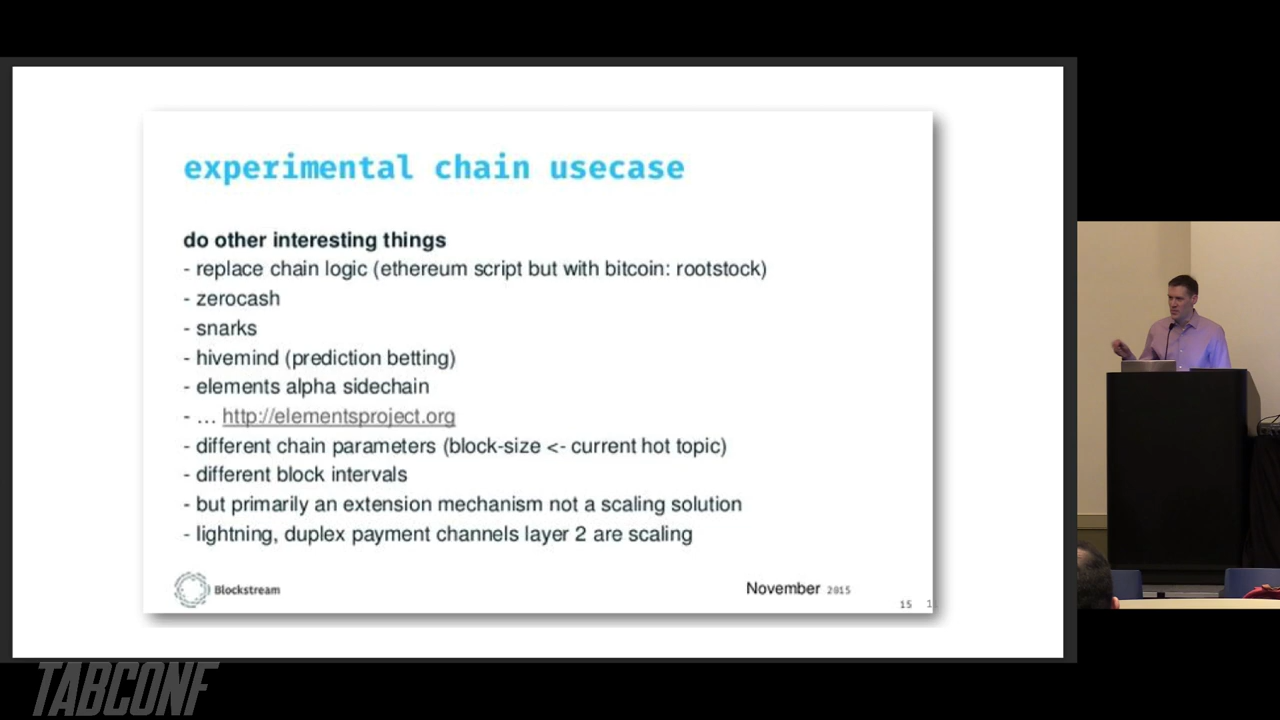 experimental chain usecase
do other interesting things
- replace chain logic (ethereum script but with bitcoin: rootstock)
- zerocash
- snarks
- hivemind (prediction betting)
- elements alpha sidechain
- … http://elementsproject.org
- different chain parameters (block-size <- current hot topic)
- different block intervals
- but primarily an extension mechanism not a scaling solution
- lightning, duplex payment channels layer 2 are scaling
Blockstream
November 2015
15 1
TABCONF